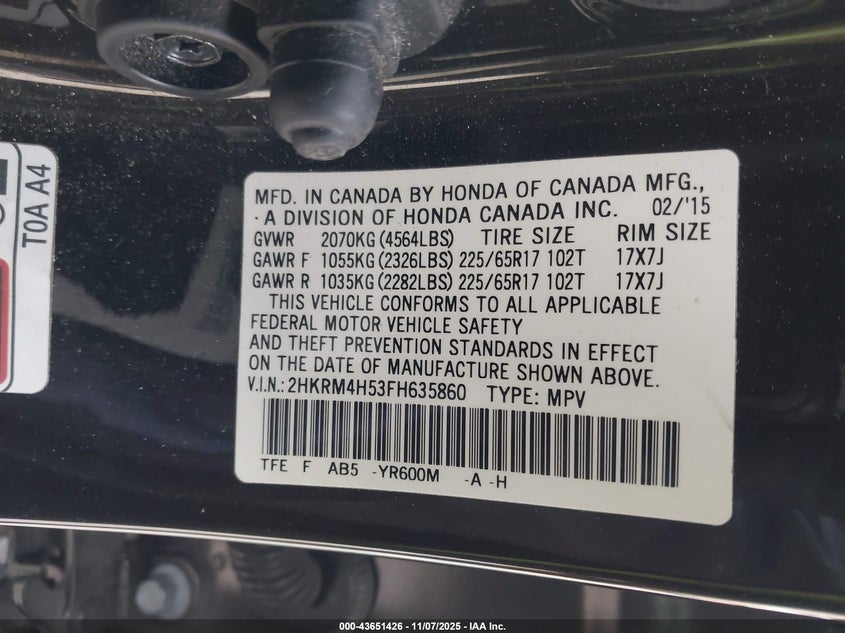 T0A A4
MFD. IN CANADA BY HONDA OF CANADA MFG.,
A DIVISION OF HONDA CANADA INC. 02/'15
GVWR 2070KG (4564LBS) TIRE SIZE RIM SIZE
GAWR F 1055KG (2326LBS) 225/65R17 102T 17X7J
GAWR R 1035KG (2282LBS) 225/65R17 102T 17X7J
THIS VEHICLE CONFORMS TO ALL APPLICABLE
FEDERAL MOTOR VEHICLE SAFETY
AND THEFT PREVENTION STANDARDS IN EFFECT
ON THE DATE OF MANUFACTURE SHOWN ABOVE.
V.I.N.: 2HKRM4H53FH635860 TYPE: MPV
TFE F AB5 -YR600M -A -H
000-43651426 - 11/07/2025 - IAA Inc.